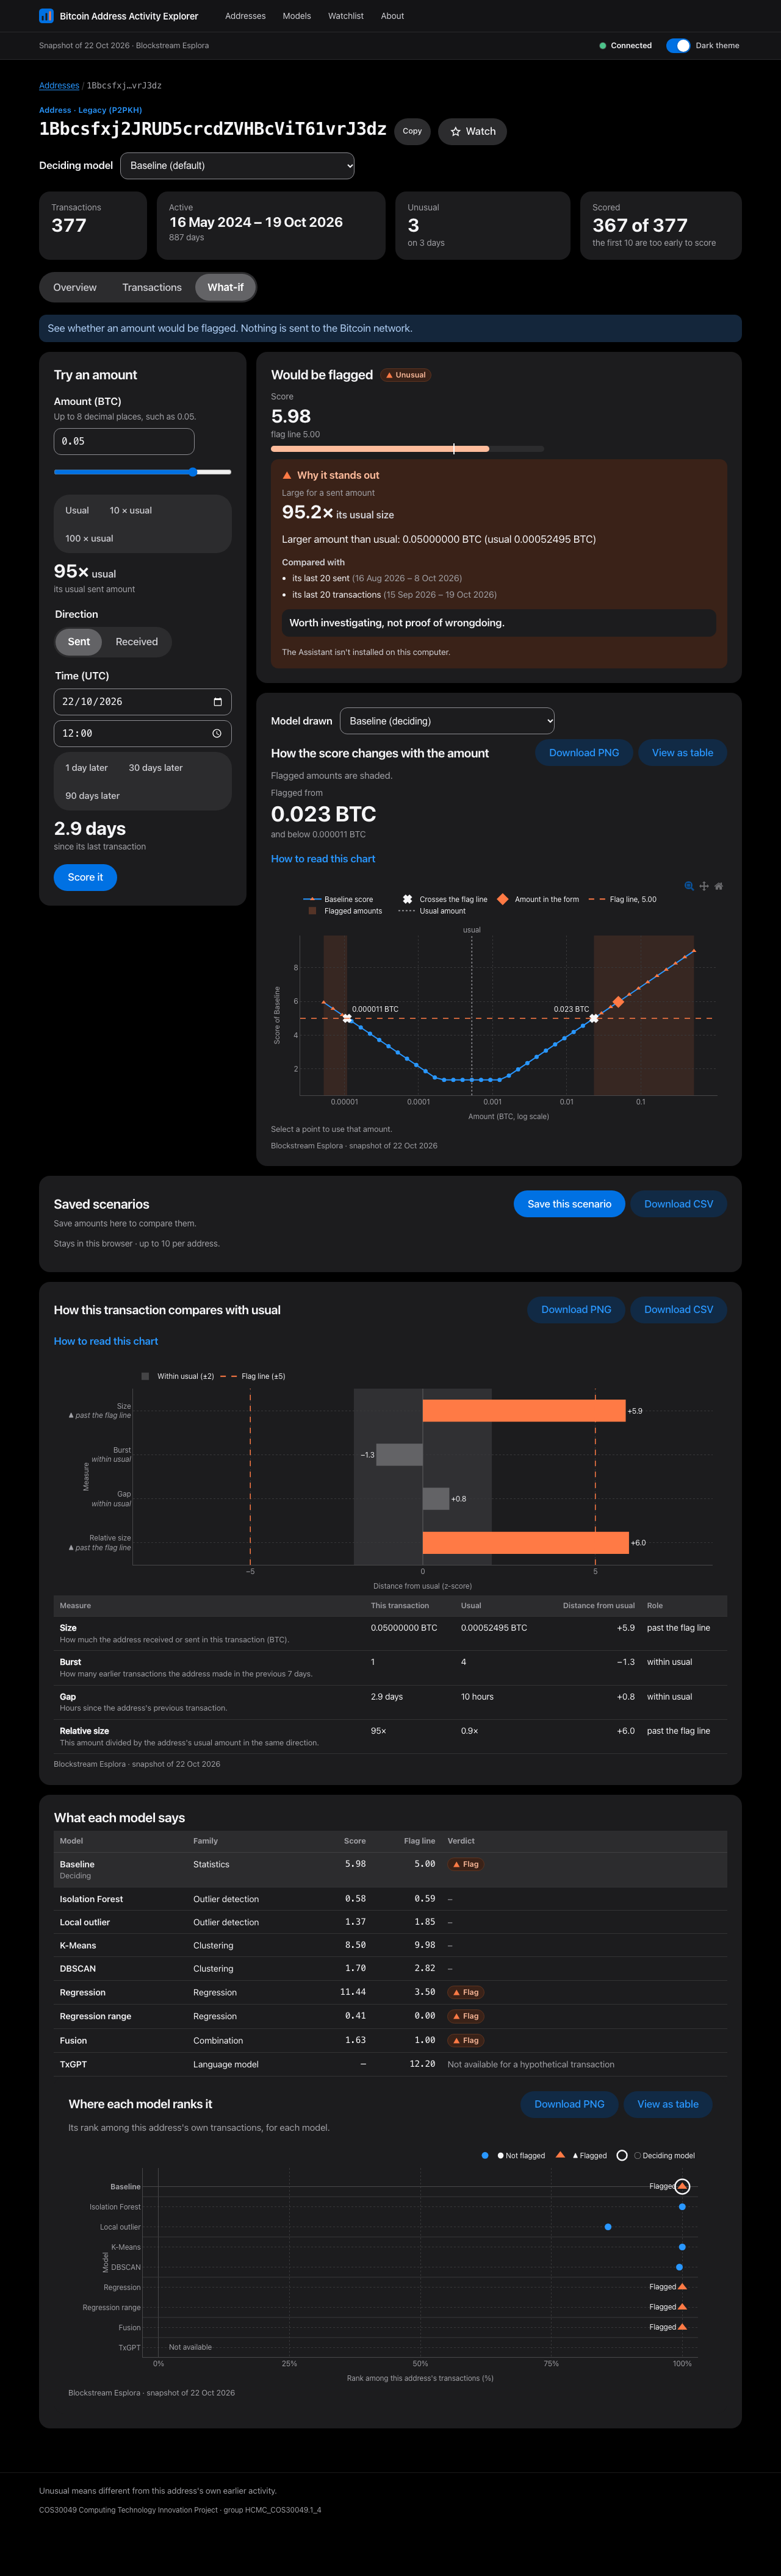 Bitcoin Address Activity Explorer
Addresses
Models
Watchlist
About
Snapshot of 22 Oct 2026 · Blockstream Esplora
Connected
Dark theme
Addresses / 1Bbcsfxj…vrJ3dz
Address · Legacy (P2PKH)
1Bbcsfxj2JRUD5crcdZVHBcViT61vrJ3dz
Copy
Watch
Deciding model
Baseline (default)
Transactions
377
Active
16 May 2024 – 19 Oct 2026
887 days
Unusual
3
on 3 days
Scored
367 of 377
the first 10 are too early to score
Overview
Transactions
What-if
See whether an amount would be flagged. Nothing is sent to the Bitcoin network.
Try an amount
Amount (BTC)
Up to 8 decimal places, such as 0.05.
0.05
Usual
10 × usual
100 × usual
95× usual
its usual sent amount
Direction
Sent
Received
Time (UTC)
22/10/2026
12:00
1 day later
30 days later
90 days later
2.9 days
since its last transaction
Score it
Would be flagged
Unusual
Score
5.98
flag line 5.00
Why it stands out
Large for a sent amount
95.2× its usual size
Larger amount than usual: 0.05000000 BTC (usual 0.00052495 BTC)
Compared with
its last 20 sent (16 Aug 2026 – 8 Oct 2026)
its last 20 transactions (15 Sep 2026 – 19 Oct 2026)
Worth investigating, not proof of wrongdoing.
The Assistant isn't installed on this computer.
Model drawn
Baseline (deciding)
How the score changes with the amount
Download PNG
View as table
Flagged amounts are shaded.
Flagged from
0.023 BTC
and below 0.000011 BTC
How to read this chart
Baseline score
Crosses the flag line
Amount in the form
Flag line, 5.00
Flagged amounts
Usual amount
usual
8
6
4
2
0.000011 BTC
0.023 BTC
Score of Baseline
0.00001
0.0001
0.001
0.01
0.1
Amount (BTC, log scale)
Select a point to use that amount.
Blockstream Esplora · snapshot of 22 Oct 2026
Saved scenarios
Save this scenario
Download CSV
Save amounts here to compare them.
Stays in this browser · up to 10 per address.
How this transaction compares with usual
Download PNG
Download CSV
How to read this chart
Within usual (±2)
Flag line (±5)
Measure
Size
▲ past the flag line
+5.9
Burst
within usual
−1.3
Gap
within usual
+0.8
Relative size
▲ past the flag line
+6.0
−5
0
5
Distance from usual (z-score)
Measure This transaction Usual Distance from usual Role
Size 0.05000000 BTC 0.00052495 BTC +5.9 past the flag line
How much the address received or sent in this transaction (BTC).
Burst 1 4 −1.3 within usual
How many earlier transactions the address made in the previous 7 days.
Gap 2.9 days 10 hours +0.8 within usual
Hours since the address's previous transaction.
Relative size 95× 0.9× +6.0 past the flag line
This amount divided by the address's usual amount in the same direction.
Blockstream Esplora · snapshot of 22 Oct 2026
What each model says
Model Family Score Flag line Verdict
Baseline Statistics 5.98 5.00 Flag
Deciding
Isolation Forest Outlier detection 0.58 0.59 –
Local outlier Outlier detection 1.37 1.85 –
K-Means Clustering 8.50 9.98 –
DBSCAN Clustering 1.70 2.82 –
Regression Regression 11.44 3.50 Flag
Regression range Regression 0.41 0.00 Flag
Fusion Combination 1.63 1.00 Flag
TxGPT Language model – 12.20 Not available for a hypothetical transaction
Where each model ranks it
Download PNG
View as table
Its rank among this address's own transactions, for each model.
Not flagged
▲ Flagged
Deciding model
Model
Baseline
Flagged
Isolation Forest
Local outlier
K-Means
DBSCAN
Regression
Flagged
Regression range
Flagged
Fusion
Flagged
TxGPT
Not available
0%
25%
50%
75%
100%
Rank among this address's transactions (%)
Blockstream Esplora · snapshot of 22 Oct 2026
Unusual means different from this address's own earlier activity.
COS30049 Computing Technology Innovation Project · group HCMC_COS30049.1_4